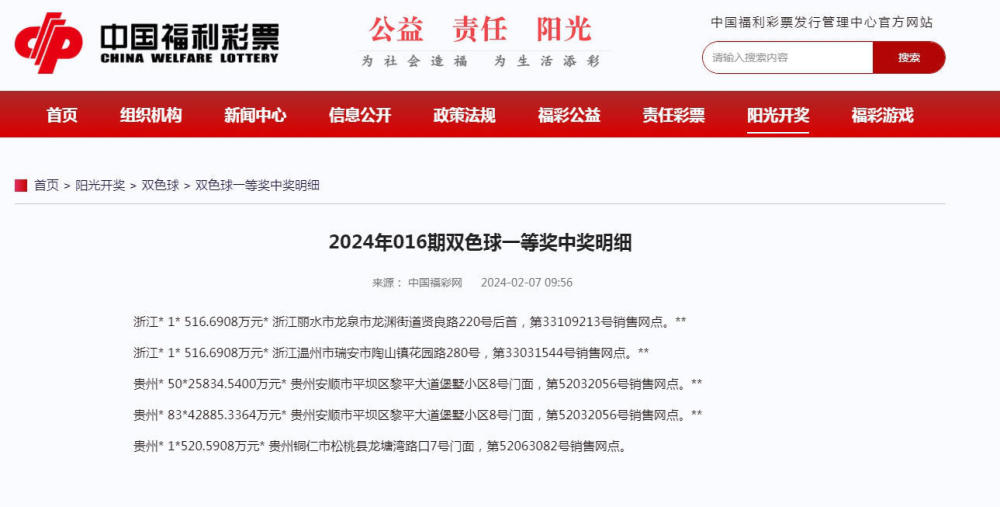 中国福利彩票
CHINA WELFARE LOTTERY
公益 责任 阳光
为社会造福 为生活添彩
中国福利彩票发行管理中心官方网站
请输入搜索内容 搜索
首页 组织机构 新闻中心 信息公开 政策法规 福彩公益 责任彩票 阳光开奖 福彩游戏
首页 > 阳光开奖 > 双色球 > 双色球一等奖中奖明细
2024年016期双色球一等奖中奖明细
来源： 中国福彩网 2024-02-07 09:56
浙江* 1* 516.6908万元* 浙江丽水市龙泉市龙渊街道贤良路220号后首，第33109213号销售网点。**
浙江* 1* 516.6908万元* 浙江温州市瑞安市陶山镇花园路280号，第33031544号销售网点。**
贵州* 50*25834.5400万元* 贵州安顺市平坝区黎平大道堡墅小区8号门面，第52032056号销售网点。**
贵州* 83*42885.3364万元* 贵州安顺市平坝区黎平大道堡墅小区8号门面，第52032056号销售网点。**
贵州* 1*520.5908万元* 贵州铜仁市松桃县龙塘湾路口7号门面，第52063082号销售网点。